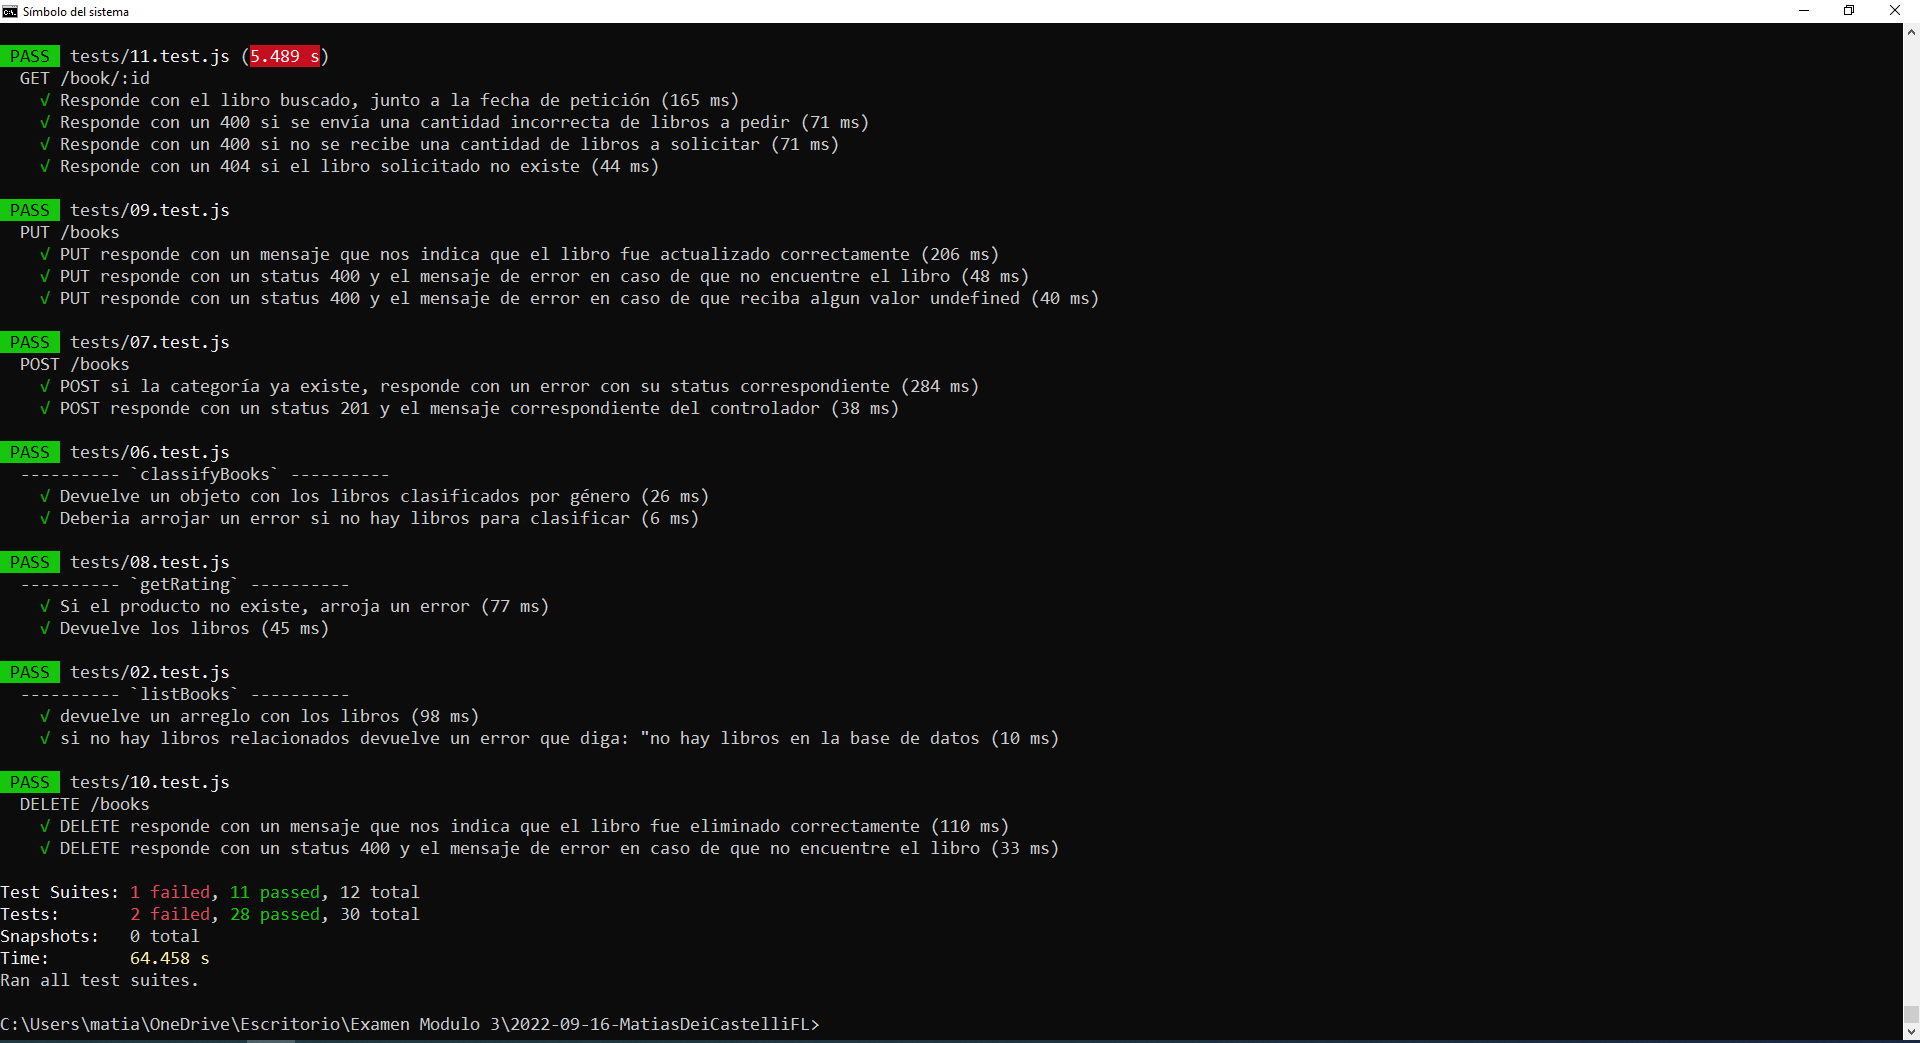 Símbolo del sistema
PASS tests/11.test.js (5.489 s)
GET /book/:id
√ Responde con el libro buscado, junto a la fecha de petición (165 ms)
√ Responde con un 400 si se envía una cantidad incorrecta de libros a pedir (71 ms)
√ Responde con un 400 si no se recibe una cantidad de libros a solicitar (71 ms)
√ Responde con un 404 si el libro solicitado no existe (44 ms)
PASS tests/09.test.js
PUT /books
√ PUT responde con un mensaje que nos indica que el libro fue actualizado correctamente (206 ms)
√ PUT responde con un status 400 y el mensaje de error en caso de que no encuentre el libro (48 ms)
√ PUT responde con un status 400 y el mensaje de error en caso de que reciba algun valor undefined (40 ms)
PASS tests/07.test.js
POST /books
√ POST si la categoría ya existe, responde con un error con su status correspondiente (284 ms)
√ POST responde con un status 201 y el mensaje correspondiente del controlador (38 ms)
PASS tests/06.test.js
---------- `classifyBooks` ----------
√ Devuelve un objeto con los libros clasificados por género (26 ms)
√ Deberia arrojar un error si no hay libros para clasificar (6 ms)
PASS tests/08.test.js
---------- `getRating` ----------
√ Si el producto no existe, arroja un error (77 ms)
√ Devuelve los libros (45 ms)
PASS tests/02.test.js
---------- `listBooks` ----------
√ devuelve un arreglo con los libros (98 ms)
√ si no hay libros relacionados devuelve un error que diga: "no hay libros en la base de datos (10 ms)
PASS tests/10.test.js
DELETE /books
√ DELETE responde con un mensaje que nos indica que el libro fue eliminado correctamente (110 ms)
√ DELETE responde con un status 400 y el mensaje de error en caso de que no encuentre el libro (33 ms)
Test Suites: 1 failed, 11 passed, 12 total
Tests: 2 failed, 28 passed, 30 total
Snapshots: 0 total
Time: 64.458 s
Ran all test suites.
C:\Users\matia\OneDrive\Escritorio\Examen Modulo 3\2022-09-16-MatiasDeiCastelliFL>